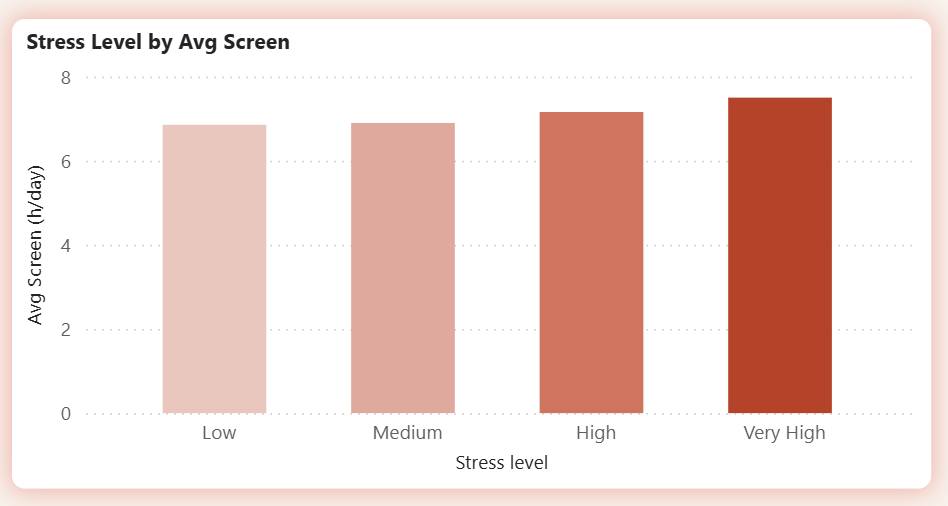 Stress Level by Avg Screen
8
6
4
2
0
Avg Screen (h/day)
Low
Medium
High
Very High
Stress level